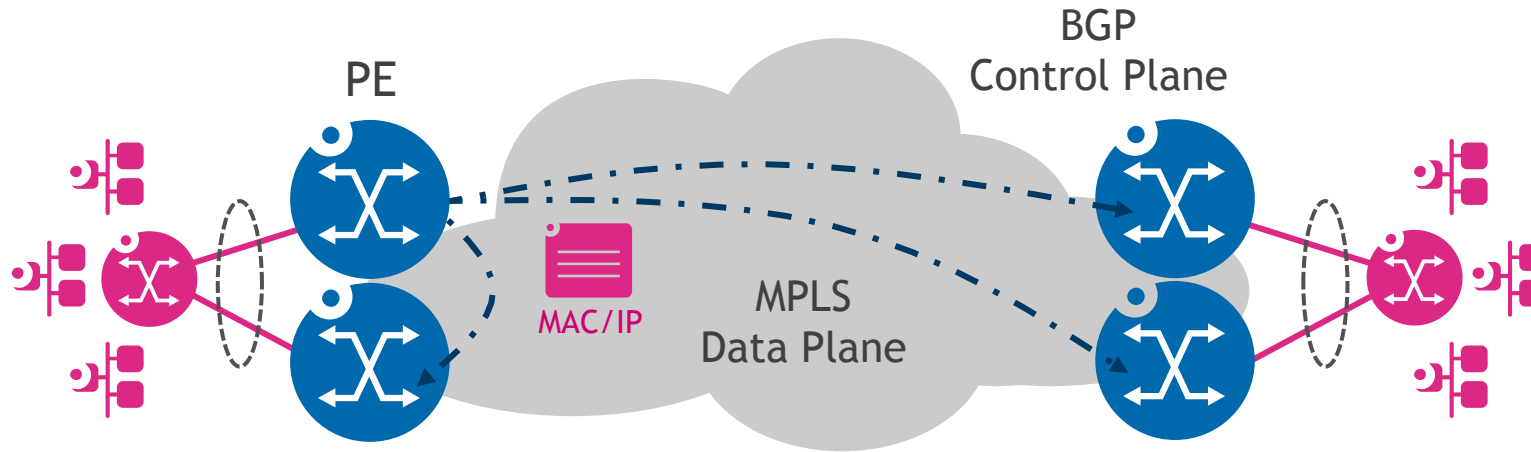 BGP
Control Plane
PE
MAC/IP
MPLS
Data Plane